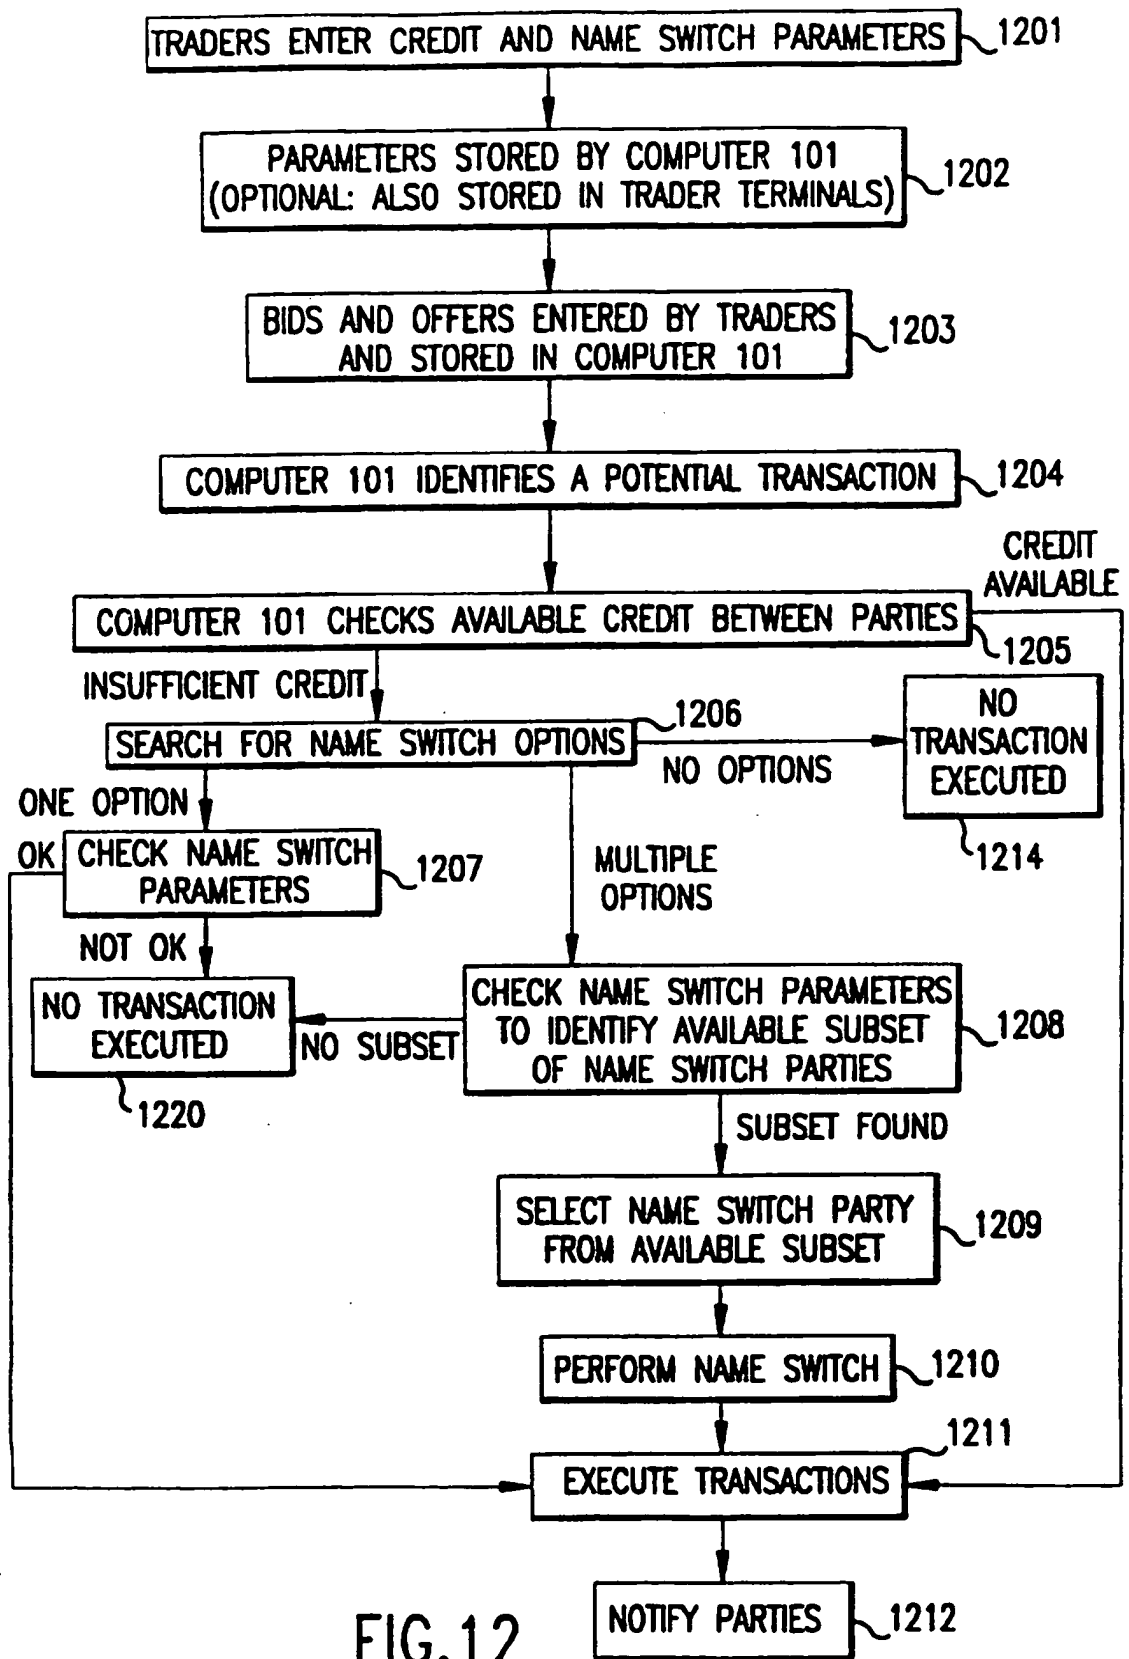 TRADERS ENTER CREDIT AND NAME SWITCH PARAMETERS
1201
PARAMETERS STORED BY COMPUTER 101
(OPTIONAL: ALSO STORED IN TRADER TERMINALS)
1202
BIDS AND OFFERS ENTERED BY TRADERS
AND STORED IN COMPUTER 101
1203
COMPUTER 101 IDENTIFIES A POTENTIAL TRANSACTION
1204
CREDIT
AVAILABLE
COMPUTER 101 CHECKS AVAILABLE CREDIT BETWEEN PARTIES
1205
INSUFFICIENT CREDIT
SEARCH FOR NAME SWITCH OPTIONS
1206
NO OPTIONS
NO
TRANSACTION
EXECUTED
1214
ONE OPTION
OK
CHECK NAME SWITCH
PARAMETERS
1207
MULTIPLE
OPTIONS
NOT OK
NO TRANSACTION
EXECUTED
1220
NO SUBSET
CHECK NAME SWITCH PARAMETERS
TO IDENTIFY AVAILABLE SUBSET
OF NAME SWITCH PARTIES
1208
SUBSET FOUND
SELECT NAME SWITCH PARTY
FROM AVAILABLE SUBSET
1209
PERFORM NAME SWITCH
1210
1211
EXECUTE TRANSACTIONS
NOTIFY PARTIES
1212
FIG.12